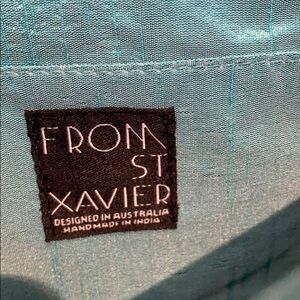 FROM
ST
XAVIER
DESIGNED IN AUSTRALIA
HANDMADE IN INDIA